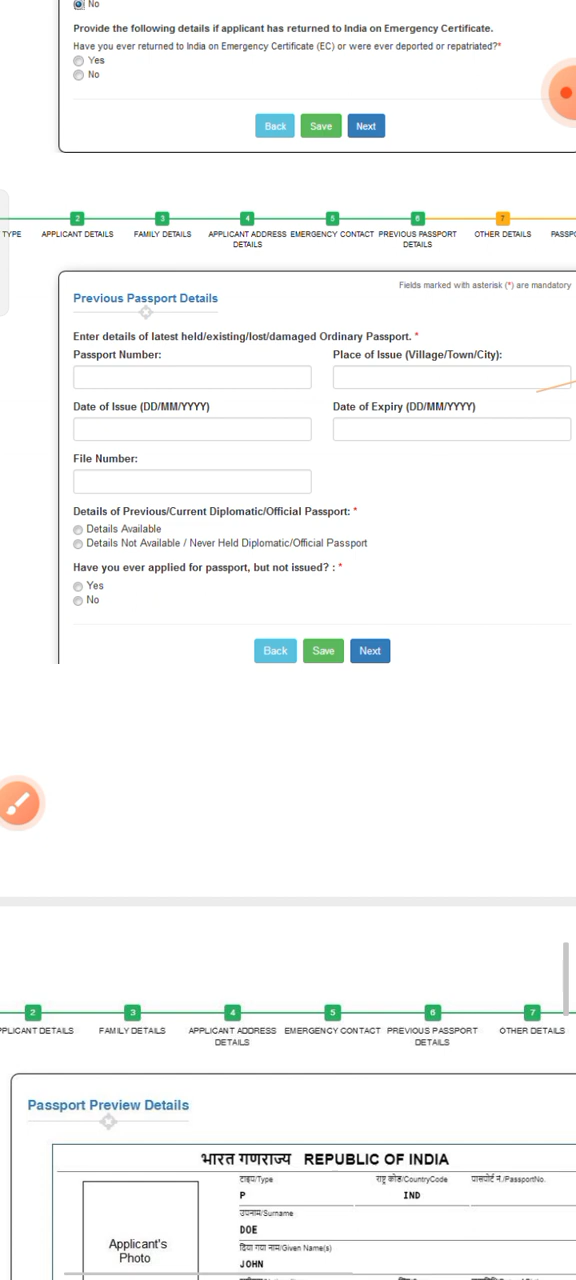 No
Provide the following details if applicant has returned to India on Emergency Certificate.
Have you ever returned to India on Emergency Certificate (EC) or were ever deported or repatriated?*
Yes
No
Back Save Next
2 3 4 5 6 7
TYPE APPLICANT DETAILS FAMILY DETAILS APPLICANT ADDRESS EMERGENCY CONTACT PREVIOUS PASSPORT OTHER DETAILS PASSPO
DETAILS DETAILS
Fields marked with asterisk (*) are mandatory
Previous Passport Details
Enter details of latest held/existing/lost/damaged Ordinary Passport. *
Passport Number: Place of Issue (Village/Town/City):
Date of Issue (DD/MM/YYYY) Date of Expiry (DD/MM/YYYY)
File Number:
Details of Previous/Current Diplomatic/Official Passport: *
Details Available
Details Not Available / Never Held Diplomatic/Official Passport
Have you ever applied for passport, but not issued? : *
Yes
No
Back Save Next
2 3 4 5 6 7
PPLICANT DETAILS FAMILY DETAILS APPLICANT ADDRESS EMERGENCY CONTACT PREVIOUS PASSPORT OTHER DETAILS
DETAILS DETAILS
Passport Preview Details
भारत गणराज्य REPUBLIC OF INDIA
टाइप/Type राष्ट्र कोड/CountryCode पासपोर्ट नं./PassportNo.
P IND
उपनाम/Surname
DOE
दिया गया नाम/Given Name(s)
JOHN
Applicant's
Photo